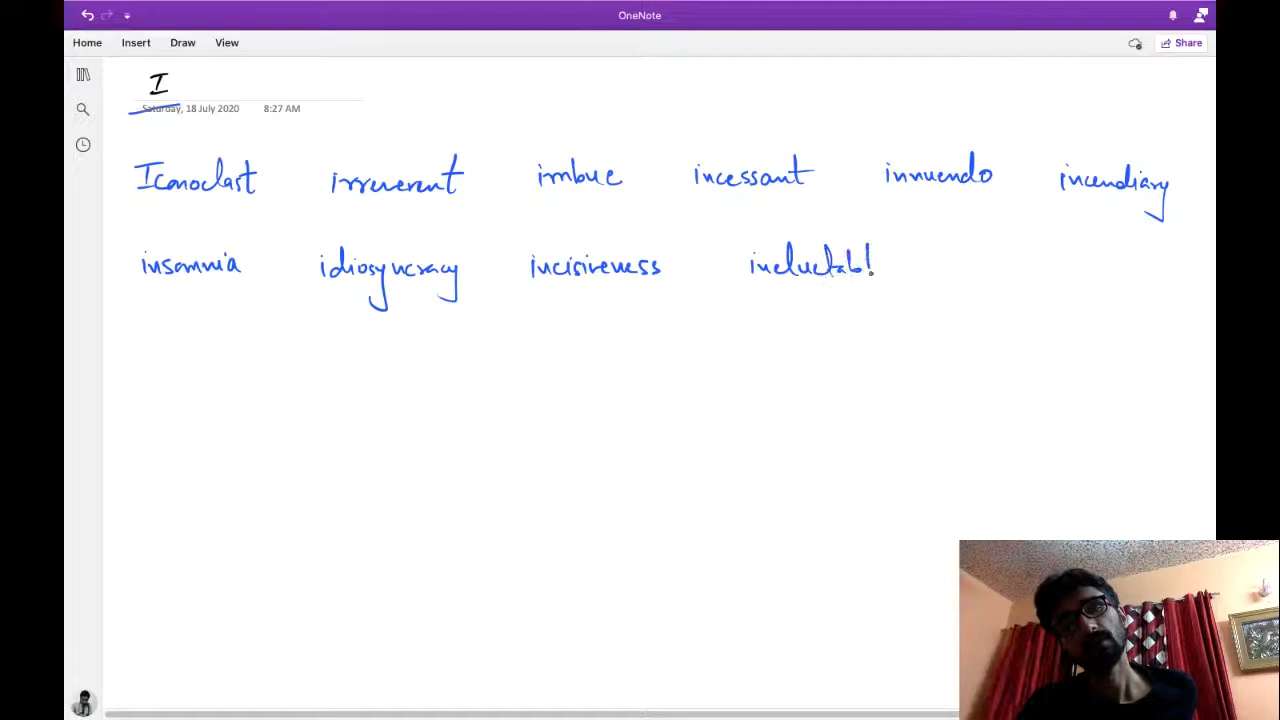 OneNote
Home Insert Draw View Share
I
Saturday, 18 July 2020 8:27 AM
Iconoclast irreverent imbue incessant innuendo incendiary
insomnia idiosyncracy incisiveness ineluctabl